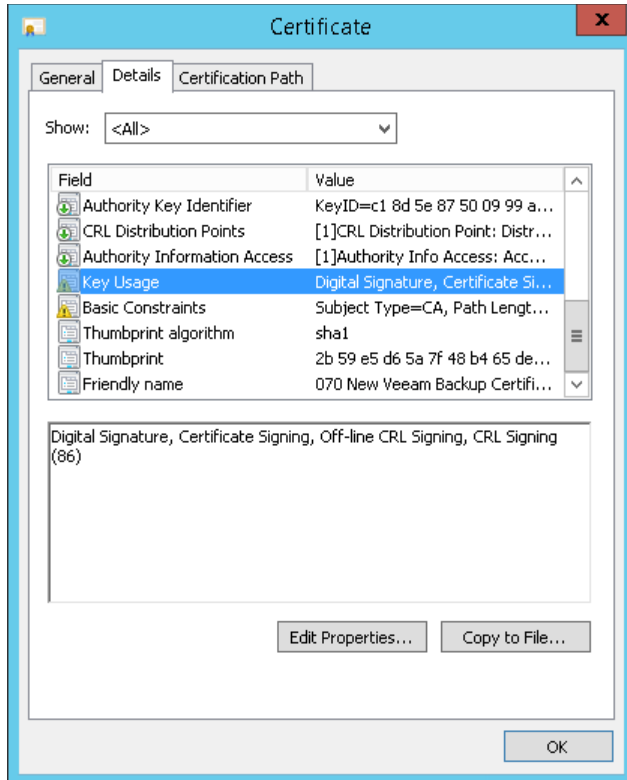 Certificate
x
General Details Certification Path
Show: <All>
Field Value
Authority Key Identifier KeyID=c1 8d 5e 87 50 09 99 a...
CRL Distribution Points [1]CRL Distribution Point: Distr...
Authority Information Access [1]Authority Info Access: Acc...
Key Usage Digital Signature, Certificate Si...
Basic Constraints Subject Type=CA, Path Lengt...
Thumbprint algorithm sha1
Thumbprint 2b 59 e5 d6 5a 7f 48 b4 65 de...
Friendly name 070 New Veeam Backup Certifi...
Digital Signature, Certificate Signing, Off-line CRL Signing, CRL Signing
(86)
Edit Properties... Copy to File...
OK